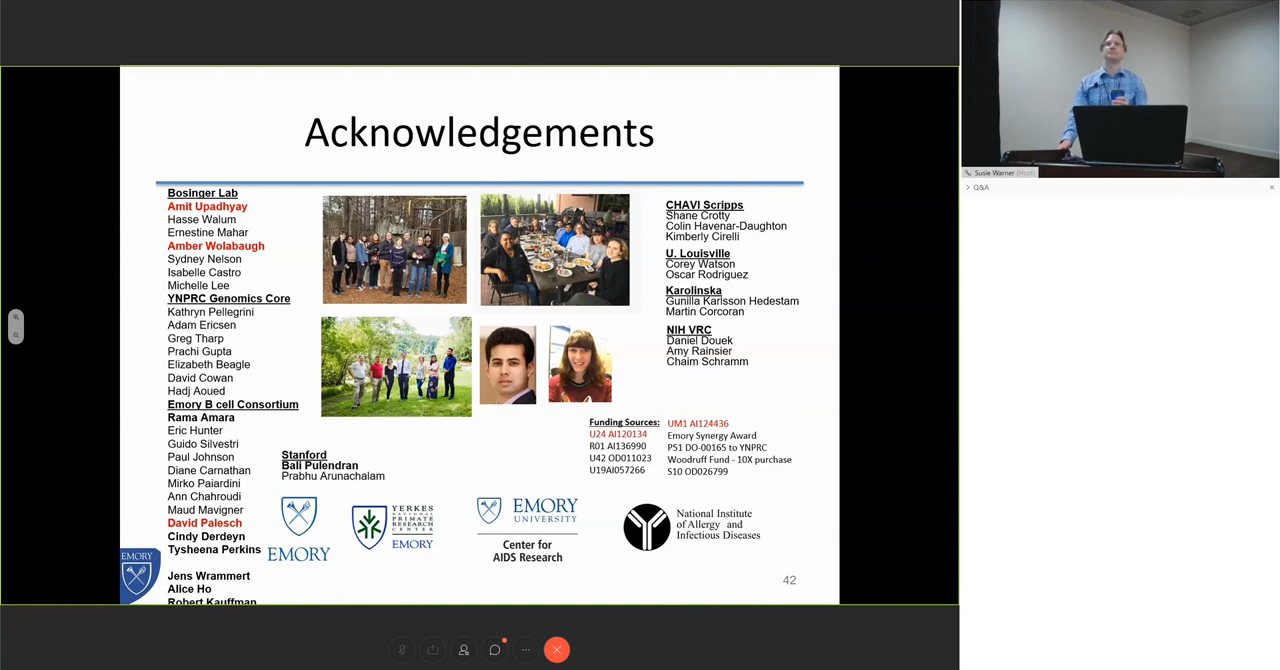 Acknowledgements
Bosinger Lab
Amit Upadhyay
Hasse Walum
Ernestine Mahar
Amber Wolabaugh
Sydney Nelson
Isabelle Castro
Michelle Lee
YNPRC Genomics Core
Kathryn Pellegrini
Adam Ericsen
Greg Tharp
Prachi Gupta
Elizabeth Beagle
David Cowan
Hadj Aoued
Emory B cell Consortium
Rama Amara
Eric Hunter
Guido Silvestri
Paul Johnson
Diane Carnathan
Mirko Paiardini
Ann Chahroudi
Maud Mavigner
David Palesch
Cindy Derdeyn
Tysheena Perkins
Jens Wrammert
Alice Ho
Robert Kauffman
Stanford
Bali Pulendran
Prabhu Arunachalam
CHAVI Scripps
Shane Crotty
Colin Havenar-Daughton
Kimberly Cirelli
U. Louisville
Corey Watson
Oscar Rodriguez
Karolinska
Gunilla Karlsson Hedestam
Martin Corcoran
NIH VRC
Daniel Douek
Amy Rainsier
Chaim Schramm
Funding Sources:
U24 AI120134
R01 AI136990
U42 OD011023
U19AI057266
UM1 AI124436
Emory Synergy Award
P51 DO-00165 to YNPRC
Woodruff Fund - 10X purchase
S10 OD026799
EMORY
EMORY
YERKES
NATIONAL
PRIMATE
RESEARCH
CENTER
EMORY
EMORY
UNIVERSITY
Center for
AIDS Research
National Institute
of Allergy and
Infectious Diseases
42
Susie Warner (Host)
Q&A